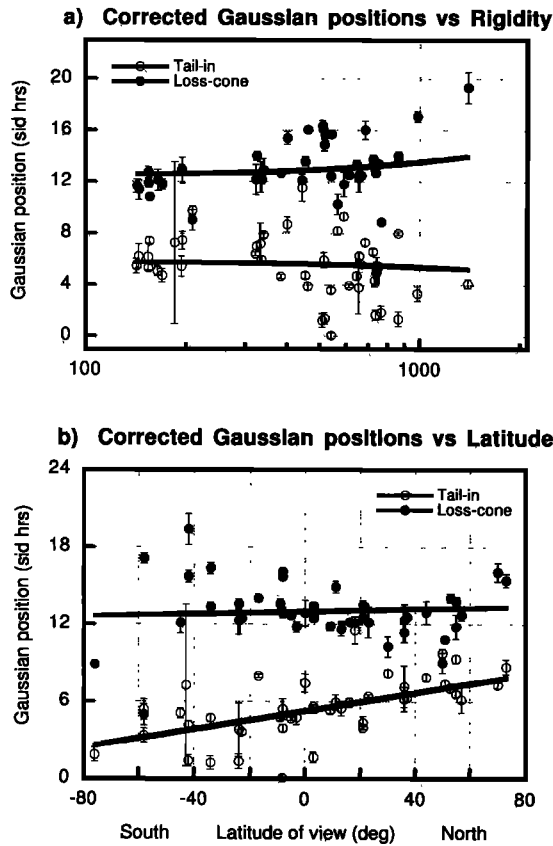 a) Corrected Gaussian positions vs Rigidity
Gaussian position (sid hrs)
20
16
12
8
4
0
Tail-in
Loss-cone
100
1000
b) Corrected Gaussian positions vs Latitude
Gaussian position (sid hrs)
24
18
12
6
0
Tail-in
Loss-cone
-80
-40
0
40
80
South
Latitude of view (deg)
North